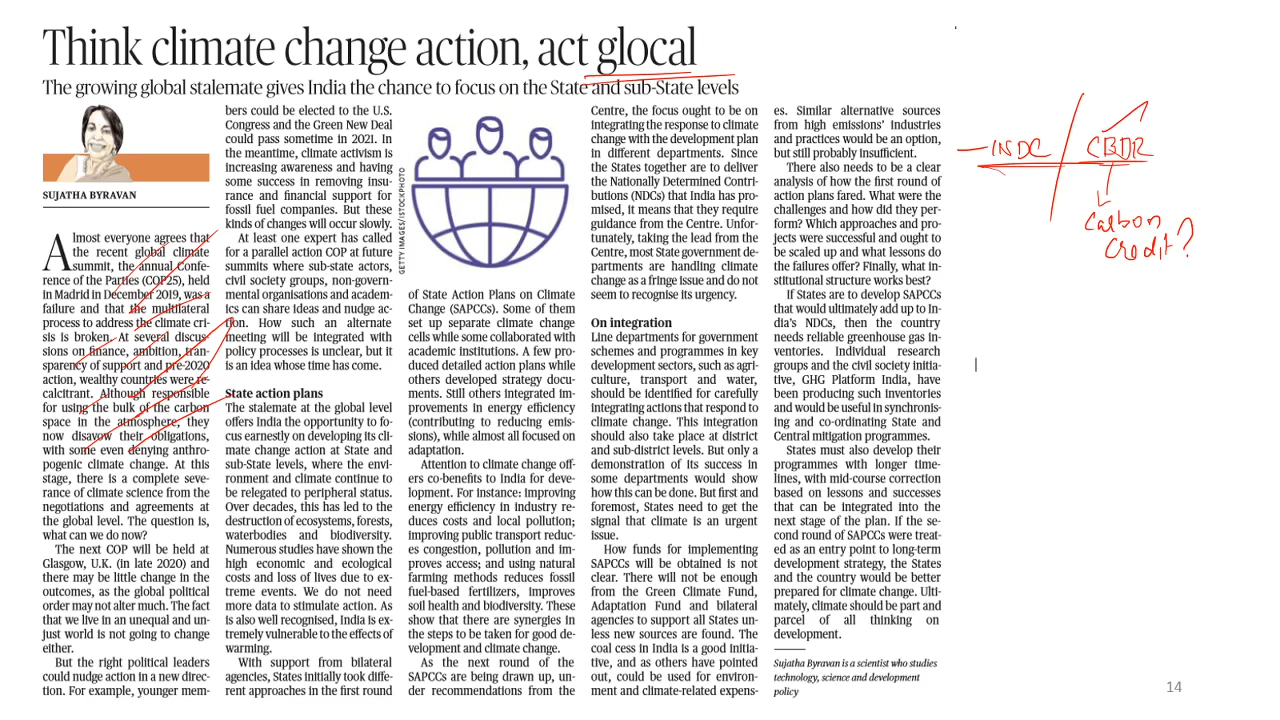 Think climate change action, act glocal
The growing global stalemate gives India the chance to focus on the State and sub-State levels
SUJATHA BYRAVAN
Almost everyone agrees that
the recent global climate
summit, the annual Confe-
rence of the Parties (COP25), held
in Madrid in December 2019, was a
failure and that the multilateral
process to address the climate cri-
sis is broken. At several discus-
sions on finance, ambition, tran-
sparency of support and pre-2020
action, wealthy countries were re-
calcitrant. Although responsible
for using the bulk of the carbon
space in the atmosphere, they
now disavow their obligations,
with some even denying anthro-
pogenic climate change. At this
stage, there is a complete seve-
rance of climate science from the
negotiations and agreements at
the global level. The question is,
what can we do now?
The next COP will be held at
Glasgow, U.K. (in late 2020) and
there may be little change in the
outcomes, as the global political
order may not alter much. The fact
that we live in an unequal and un-
just world is not going to change
either.
But the right political leaders
could nudge action in a new direc-
tion. For example, younger mem-
bers could be elected to the U.S.
Congress and the Green New Deal
could pass sometime in 2021. In
the meantime, climate activism is
increasing awareness and having
some success in removing insu-
rance and financial support for
fossil fuel companies. But these
kinds of changes will occur slowly.
At least one expert has called
for a parallel action COP at future
summits where sub-state actors,
civil society groups, non-govern-
mental organisations and academ-
ics can share ideas and nudge ac-
tion. How such an alternate
meeting will be integrated with
policy processes is unclear, but it
is an idea whose time has come.
State action plans
The stalemate at the global level
offers India the opportunity to fo-
cus earnestly on developing its cli-
mate change action at State and
sub-State levels, where the envi-
ronment and climate continue to
be relegated to peripheral status.
Over decades, this has led to the
destruction of ecosystems, forests,
waterbodies and biodiversity.
Numerous studies have shown the
high economic and ecological
costs and loss of lives due to ex-
treme events. We do not need
more data to stimulate action. As
is also well recognised, India is ex-
tremely vulnerable to the effects of
warming.
With support from bilateral
agencies, States initially took diffe-
rent approaches in the first round
GETTY IMAGES/ISTOCKPHOTO
of State Action Plans on Climate
Change (SAPCCs). Some of them
set up separate climate change
cells while some collaborated with
academic institutions. A few pro-
duced detailed action plans while
others developed strategy docu-
ments. Still others integrated im-
provements in energy efficiency
(contributing to reducing emis-
sions), while almost all focused on
adaptation.
Attention to climate change off-
ers co-benefits to India for deve-
lopment. For instance: improving
energy efficiency in industry re-
duces costs and local pollution;
improving public transport reduc-
es congestion, pollution and im-
proves access; and using natural
farming methods reduces fossil
fuel-based fertilizers, improves
soil health and biodiversity. These
show that there are synergies in
the steps to be taken for good de-
velopment and climate change.
As the next round of the
SAPCCs are being drawn up, un-
der recommendations from the
Centre, the focus ought to be on
integrating the response to climate
change with the development plan
in different departments. Since
the States together are to deliver
the Nationally Determined Contri-
butions (NDCs) that India has pro-
mised, it means that they require
guidance from the Centre. Unfor-
tunately, taking the lead from the
Centre, most State government de-
partments are handling climate
change as a fringe issue and do not
seem to recognise its urgency.
On integration
Line departments for government
schemes and programmes in key
development sectors, such as agri-
culture, transport and water,
should be identified for carefully
integrating actions that respond to
climate change. This integration
should also take place at district
and sub-district levels. But only a
demonstration of its success in
some departments would show
how this can be done. But first and
foremost, States need to get the
signal that climate is an urgent
issue.
How funds for implementing
SAPCCs will be obtained is not
clear. There will not be enough
from the Green Climate Fund,
Adaptation Fund and bilateral
agencies to support all States un-
less new sources are found. The
coal cess in India is a good initia-
tive, and as others have pointed
out, could be used for environ-
ment and climate-related expens-
es. Similar alternative sources
from high emissions' industries
and practices would be an option,
but still probably insufficient.
There also needs to be a clear
analysis of how the first round of
action plans fared. What were the
challenges and how did they per-
form? Which approaches and pro-
jects were successful and ought to
be scaled up and what lessons do
the failures offer? Finally, what in-
stitutional structure works best?
If States are to develop SAPCCs
that would ultimately add up to In-
dia's NDCs, then the country
needs reliable greenhouse gas in-
ventories. Individual research
groups and the civil society initia-
tive, GHG Platform India, have
been producing such inventories
and would be useful in synchronis-
ing and co-ordinating State and
Central mitigation programmes.
States must also develop their
programmes with longer time-
lines, with mid-course correction
based on lessons and successes
that can be integrated into the
next stage of the plan. If the se-
cond round of SAPCCs were treat-
ed as an entry point to long-term
development strategy, the States
and the country would be better
prepared for climate change. Ulti-
mately, climate should be part and
parcel of all thinking on
development.
Sujatha Byravan is a scientist who studies
technology, science and development
policy
INDC / CBDR
Carbon
Credit?
14